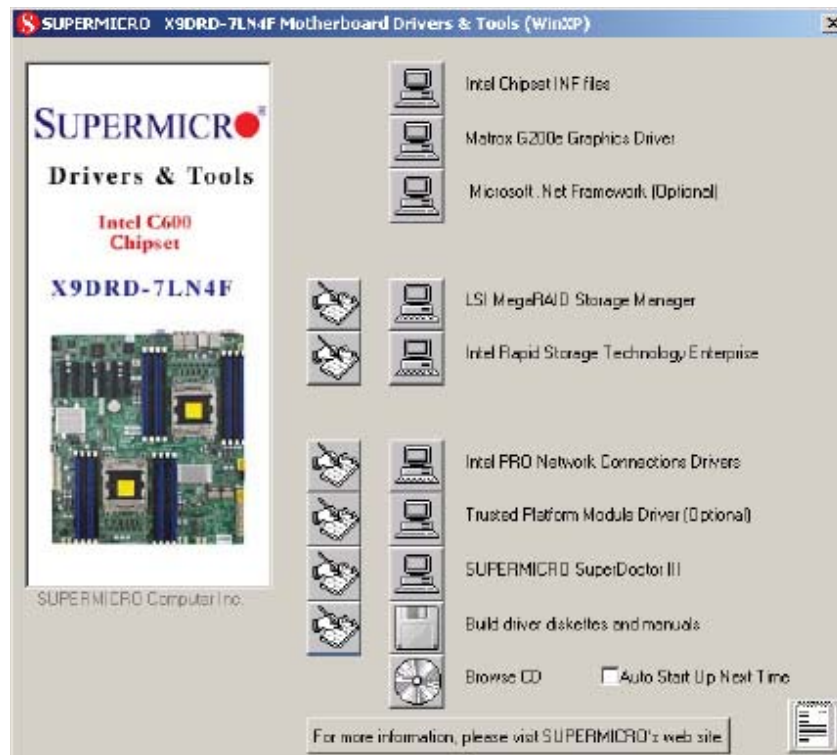 SUPERMICRO X9DRD-7LN4F Motherboard Drivers & Tools (WinXP)
SUPERMICRO®
Drivers & Tools
Intel C600
Chipset
X9DRD-7LN4F
SUPERMICRO Computer Inc.
Intel Chipset INF files
Matrox G200e Graphics Driver
Microsoft .Net Framework (Optional)
LSI MegaRAID Storage Manager
Intel Rapid Storage Technology Enterprise
Intel PRO Network Connections Drivers
Trusted Platform Module Driver (Optional)
SUPERMICRO SuperDoctor III
Build driver diskettes and manuals
Browse CD
Auto Start Up Next Time
For more information, please visit SUPERMICRO's web site